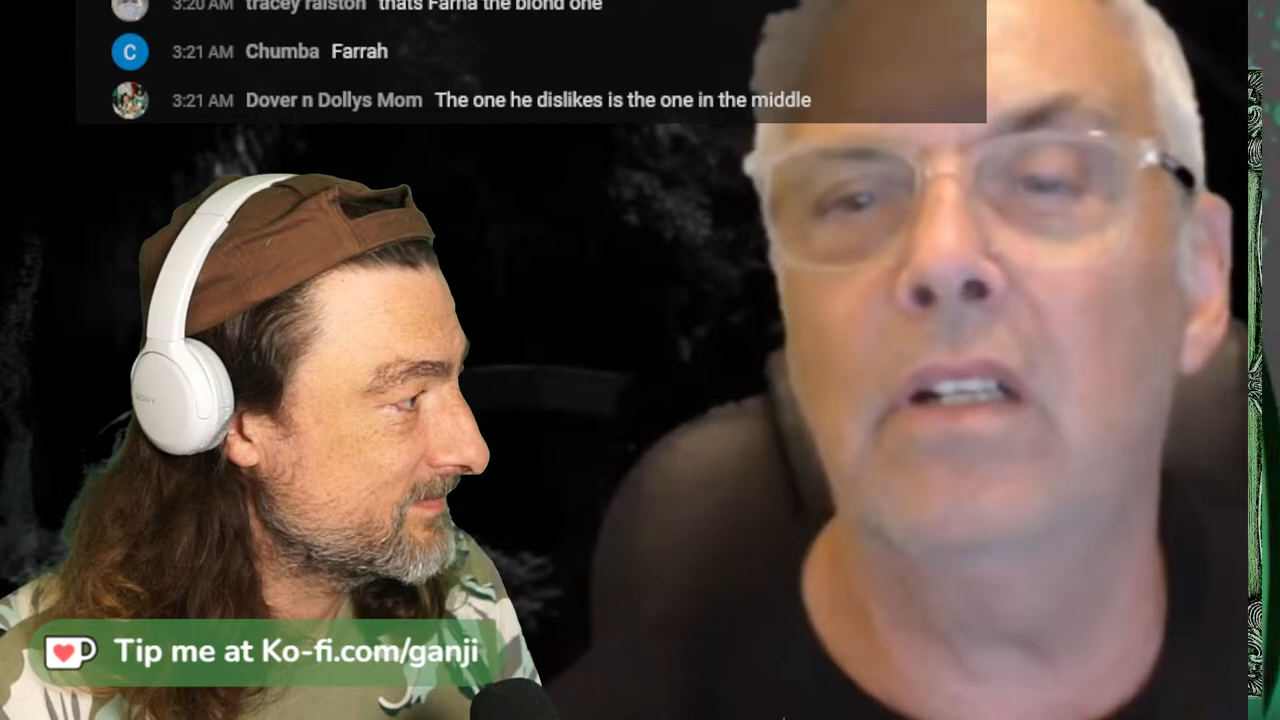 3:20 AM tracey ralston thats Farha the blond one
C 3:21 AM Chumba Farrah
3:21 AM Dover n Dollys Mom The one he dislikes is the one in the middle
SONY
Tip me at Ko-fi.com/ganji